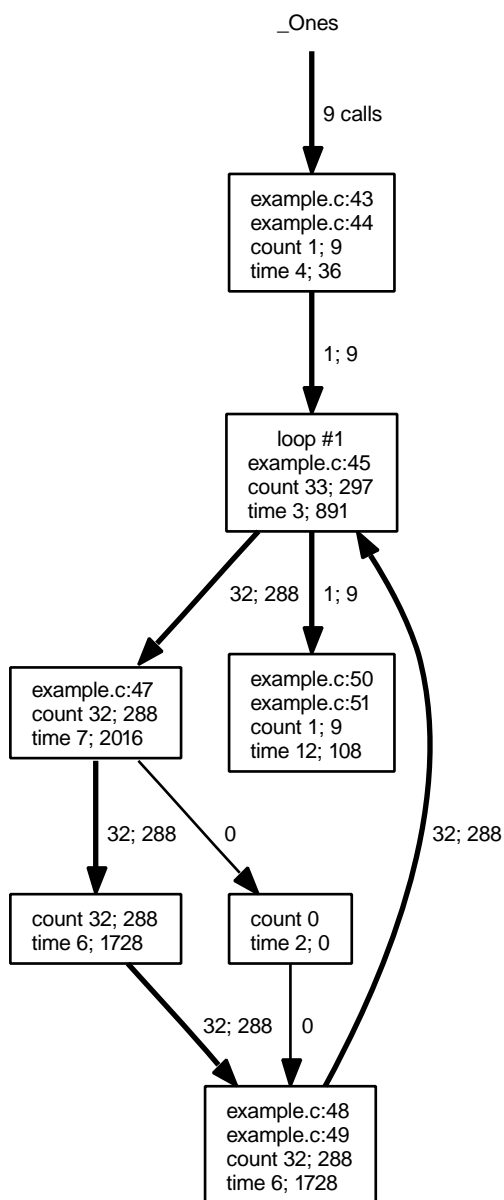 _Ones
9 calls
example.c:43
example.c:44
count 1; 9
time 4; 36
1; 9
loop #1
example.c:45
count 33; 297
time 3; 891
32; 288
1; 9
example.c:47
count 32; 288
time 7; 2016
example.c:50
example.c:51
count 1; 9
time 12; 108
32; 288
0
32; 288
count 32; 288
time 6; 1728
count 0
time 2; 0
32; 288
0
example.c:48
example.c:49
count 32; 288
time 6; 1728